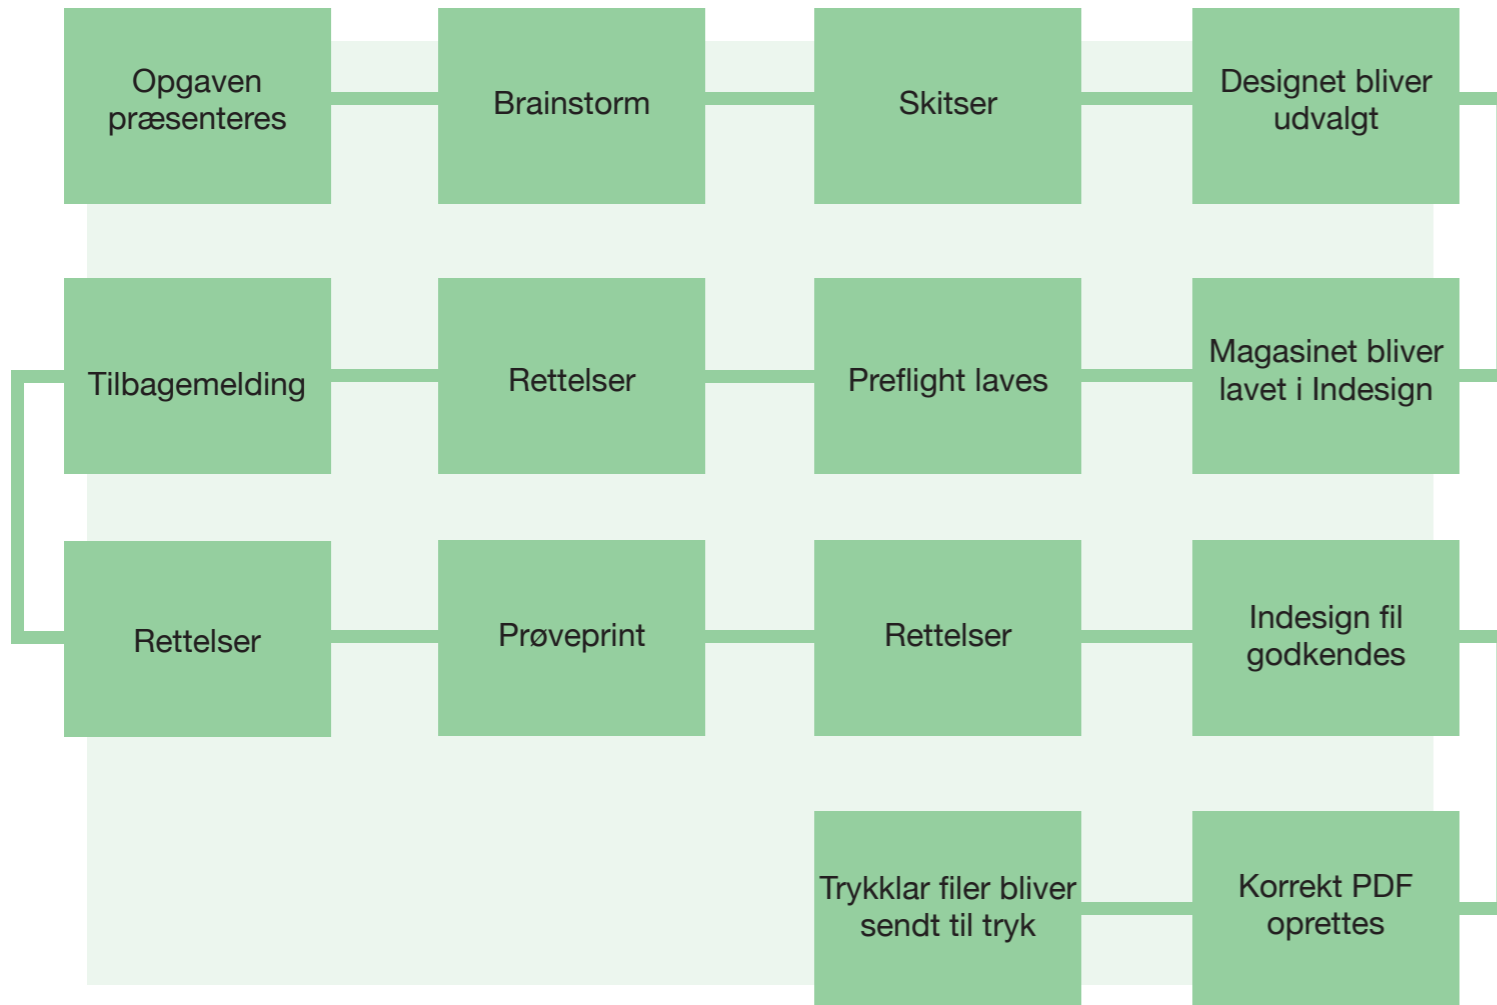 Opgaven
præsenteres
Brainstorm
Skitser
Designet bliver
udvalgt
Magasinet bliver
lavet i Indesign
Preflight laves
Rettelser
Tilbagemelding
Rettelser
Prøveprint
Rettelser
Indesign fil
godkendes
Korrekt PDF
oprettes
Trykklar filer bliver
sendt til tryk